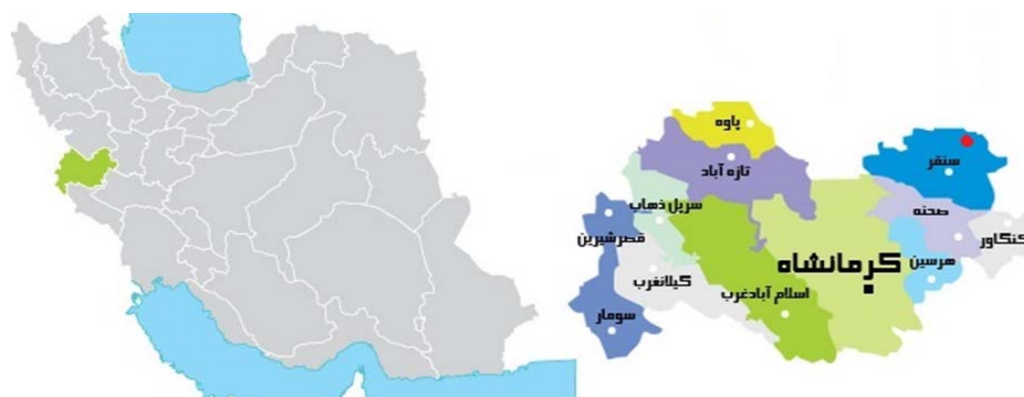 پاوه
تازه آباد
سنقر
سرپل ذهاب
صحنه
قصرشیرین
کنگاور
کرمانشاه
هرسین
گیلانغرب
اسلام آبادغرب
سومار